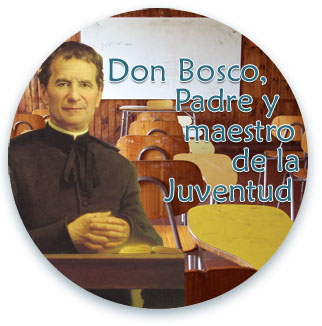 Don Bosco,
Padre y
maestro
de la
Juventud